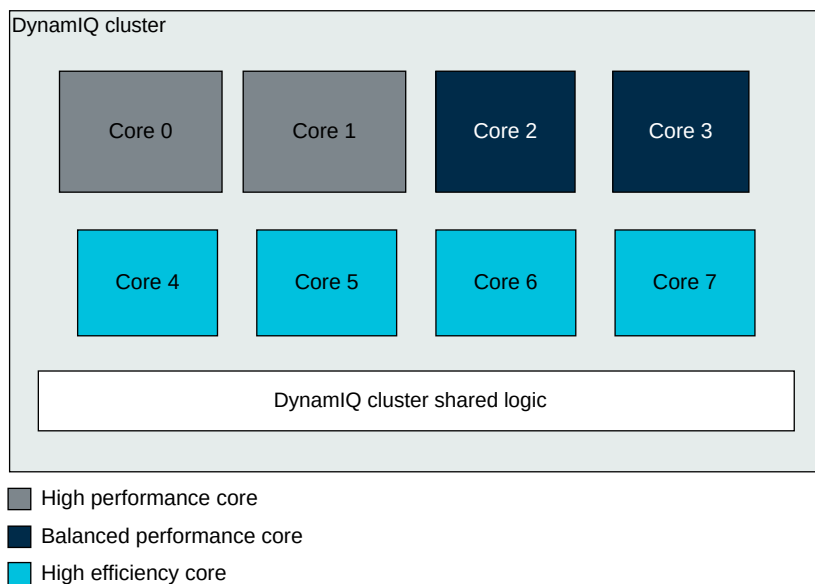 DynamIQ cluster
Core 0
Core 1
Core 2
Core 3
Core 4
Core 5
Core 6
Core 7
DynamIQ cluster shared logic
High performance core
Balanced performance core
High efficiency core